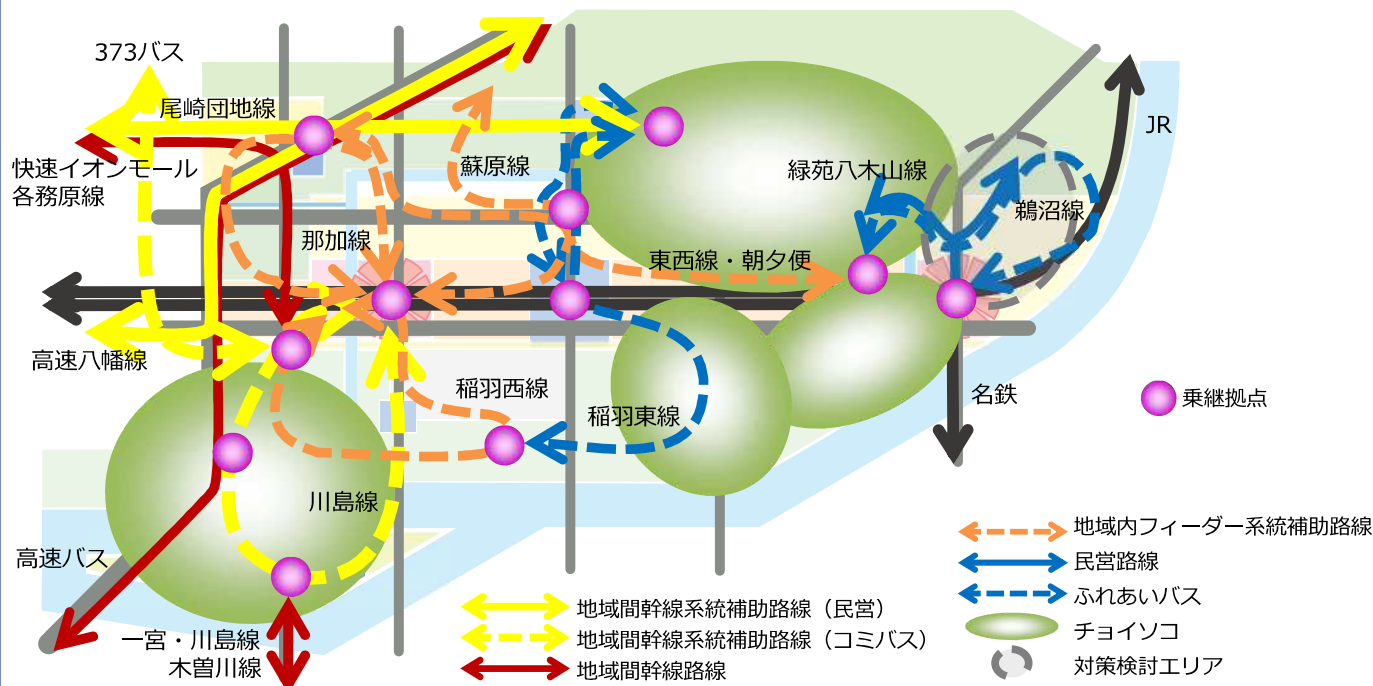 373バス
尾崎団地線
JR
快速イオンモール
各務原線
蘇原線
緑苑八木山線
鵜沼線
那加線
東西線・朝夕便
高速八幡線
稲羽西線
稲羽東線
名鉄
乗継拠点
川島線
高速バス
一宮・川島線
木曽川線
地域間幹線系統補助路線（民営）
地域間幹線系統補助路線（コミバス）
地域間幹線路線
地域内フィーダー系統補助路線
民営路線
ふれあいバス
チョイソコ
対策検討エリア